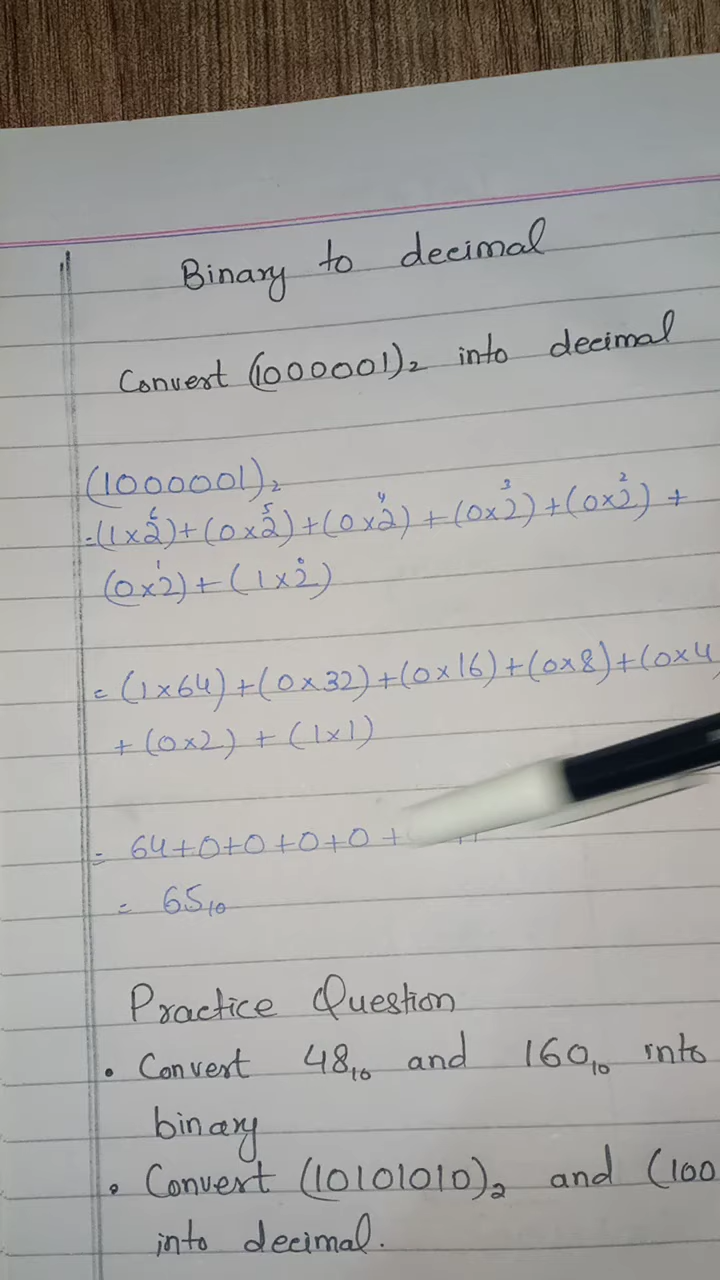 Binary to decimal
Convert (1000001)₂ into decimal
(1000001)₂
=(1×2⁶)+(0×2⁵)+(0×2⁴)+(0×2³)+(0×2²)+
(0×2¹)+(1×2⁰)
=(1×64)+(0×32)+(0×16)+(0×8)+(0×4
+(0×2)+(1×1)
= 64+0+0+0+0+
= 65₁₀
Practice Question
• Convert 48₁₀ and 160₁₀ into
binary
• Convert (10101010)₂ and (100
into decimal.